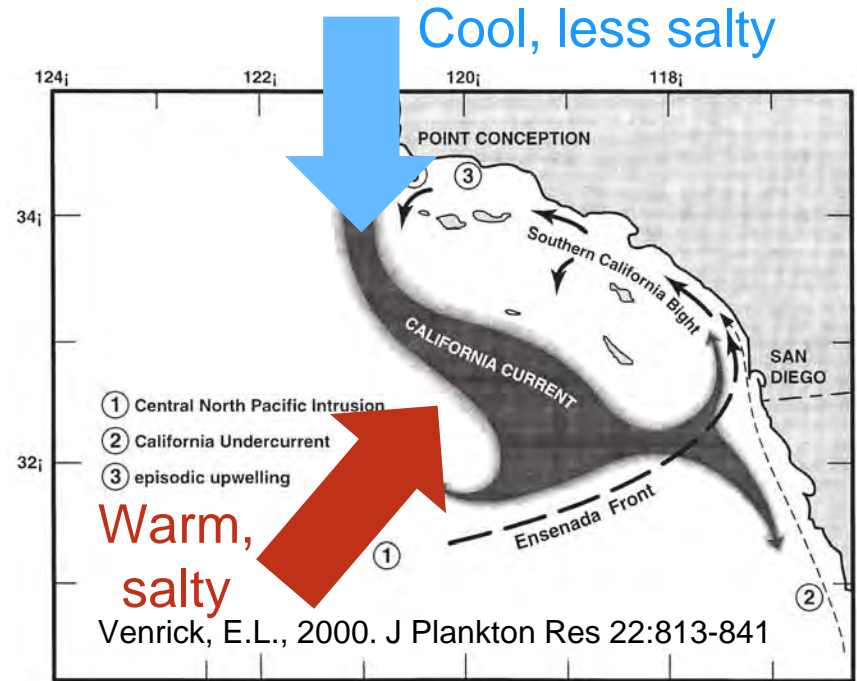 Cool, less salty
124¡ 122¡ 120¡ 118¡
POINT CONCEPTION
③
34¡
Southern California Bight
CALIFORNIA CURRENT
SAN
DIEGO
① Central North Pacific Intrusion
② California Undercurrent
③ episodic upwelling
32¡
Ensenada Front
Warm,
salty
①
②
Venrick, E.L., 2000. J Plankton Res 22:813-841